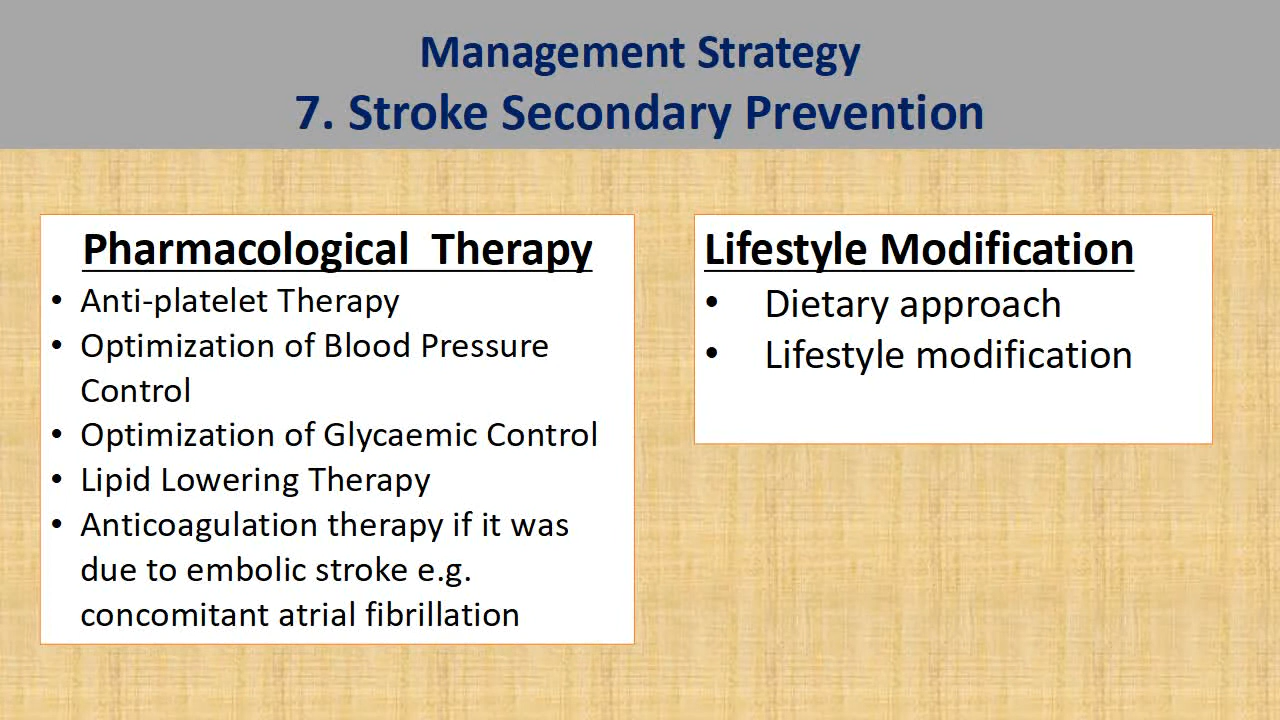 Management Strategy
7. Stroke Secondary Prevention
Pharmacological Therapy
• Anti-platelet Therapy
• Optimization of Blood Pressure
Control
• Optimization of Glycaemic Control
• Lipid Lowering Therapy
• Anticoagulation therapy if it was
due to embolic stroke e.g.
concomitant atrial fibrillation
Lifestyle Modification
• Dietary approach
• Lifestyle modification